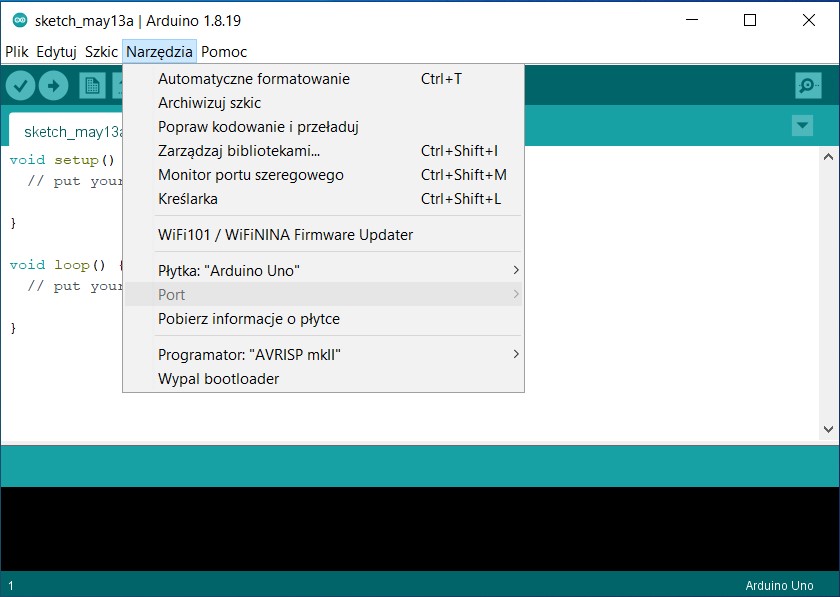 sketch_may13a | Arduino 1.8.19
Plik Edytuj Szkic Narzędzia Pomoc
Automatyczne formatowanie Ctrl+T
Archiwizuj szkic
Popraw kodowanie i przeładuj
Zarządzaj bibliotekami... Ctrl+Shift+I
Monitor portu szeregowego Ctrl+Shift+M
Kreślarka Ctrl+Shift+L
WiFi101 / WiFiNINA Firmware Updater
Płytka: "Arduino Uno"
Port
Pobierz informacje o płytce
Programator: "AVRISP mkII"
Wypal bootloader
sketch_may13a
void setup()
// put your
}
void loop() {
// put your
}
1 Arduino Uno